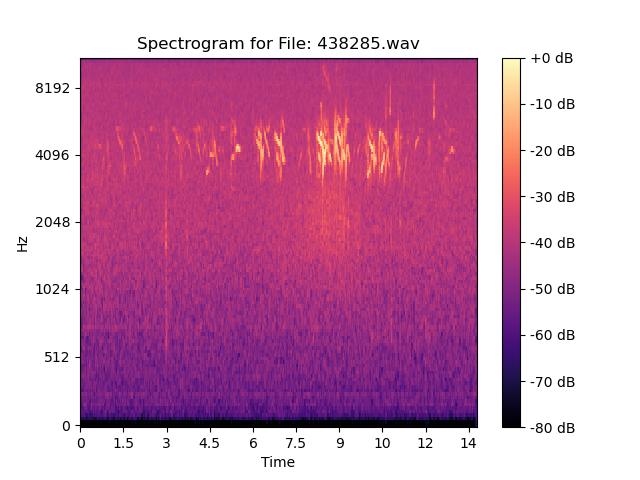 Spectrogram for File: 438285.wav
8192
4096
2048
1024
512
0
Hz
0 1.5 3 4.5 6 7.5 9 10 12 14
Time
+0 dB
-10 dB
-20 dB
-30 dB
-40 dB
-50 dB
-60 dB
-70 dB
-80 dB